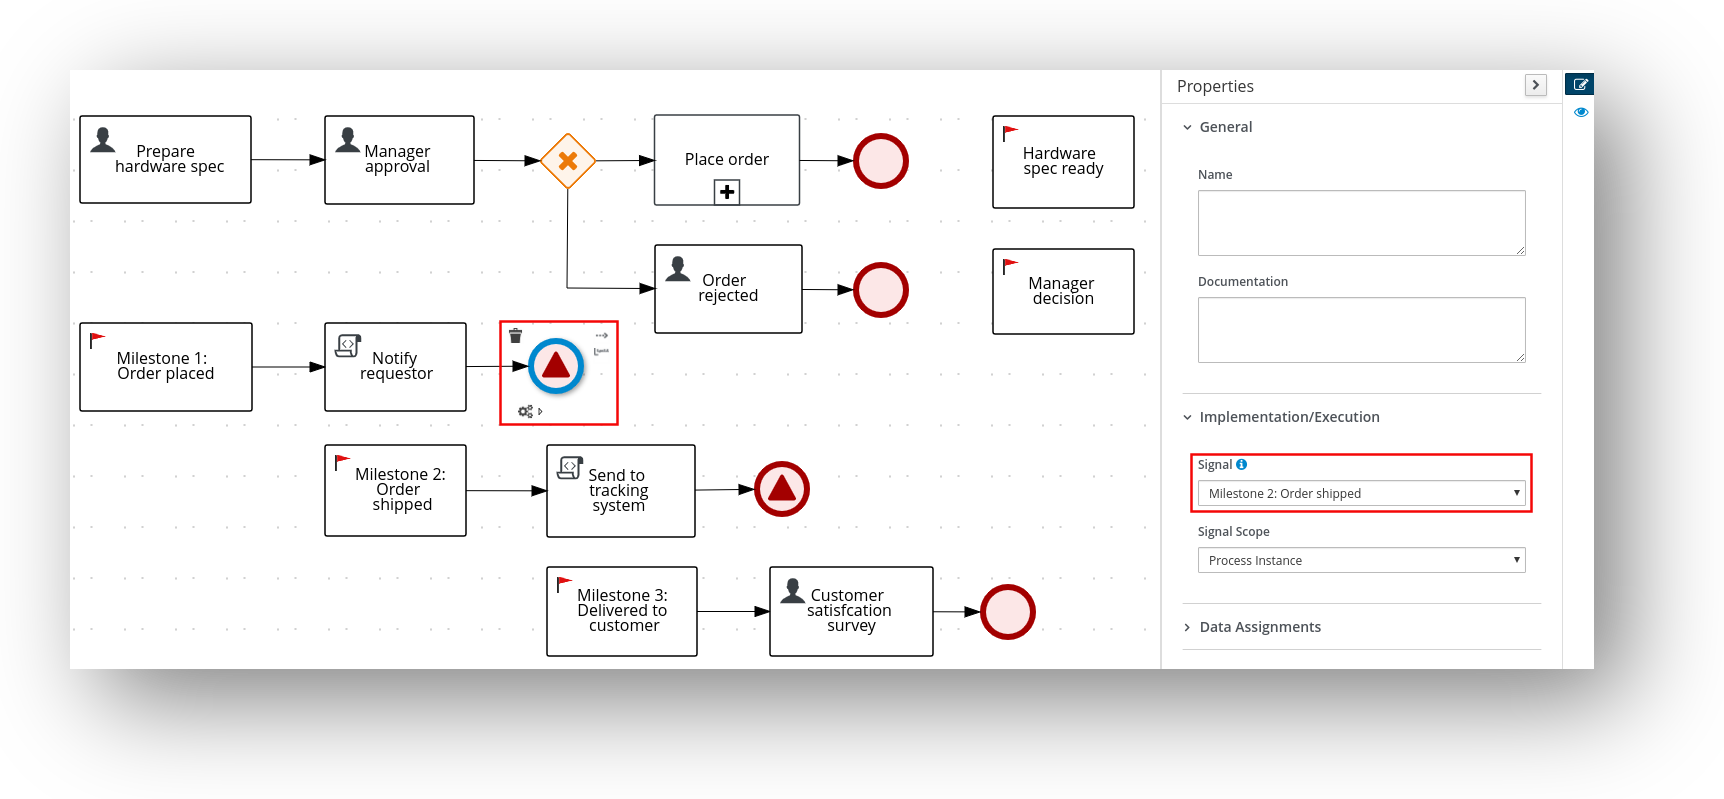 Prepare
hardware spec
Manager
approval
Place order
Hardware
spec ready
Order
rejected
Manager
decision
Milestone 1:
Order placed
Notify
requestor
Milestone 2:
Order
shipped
Send to
tracking
system
Milestone 3:
Delivered to
customer
Customer
satisfcation
survey
Properties
General
Name
Documentation
Implementation/Execution
Signal
Milestone 2: Order shipped
Signal Scope
Process Instance
Data Assignments